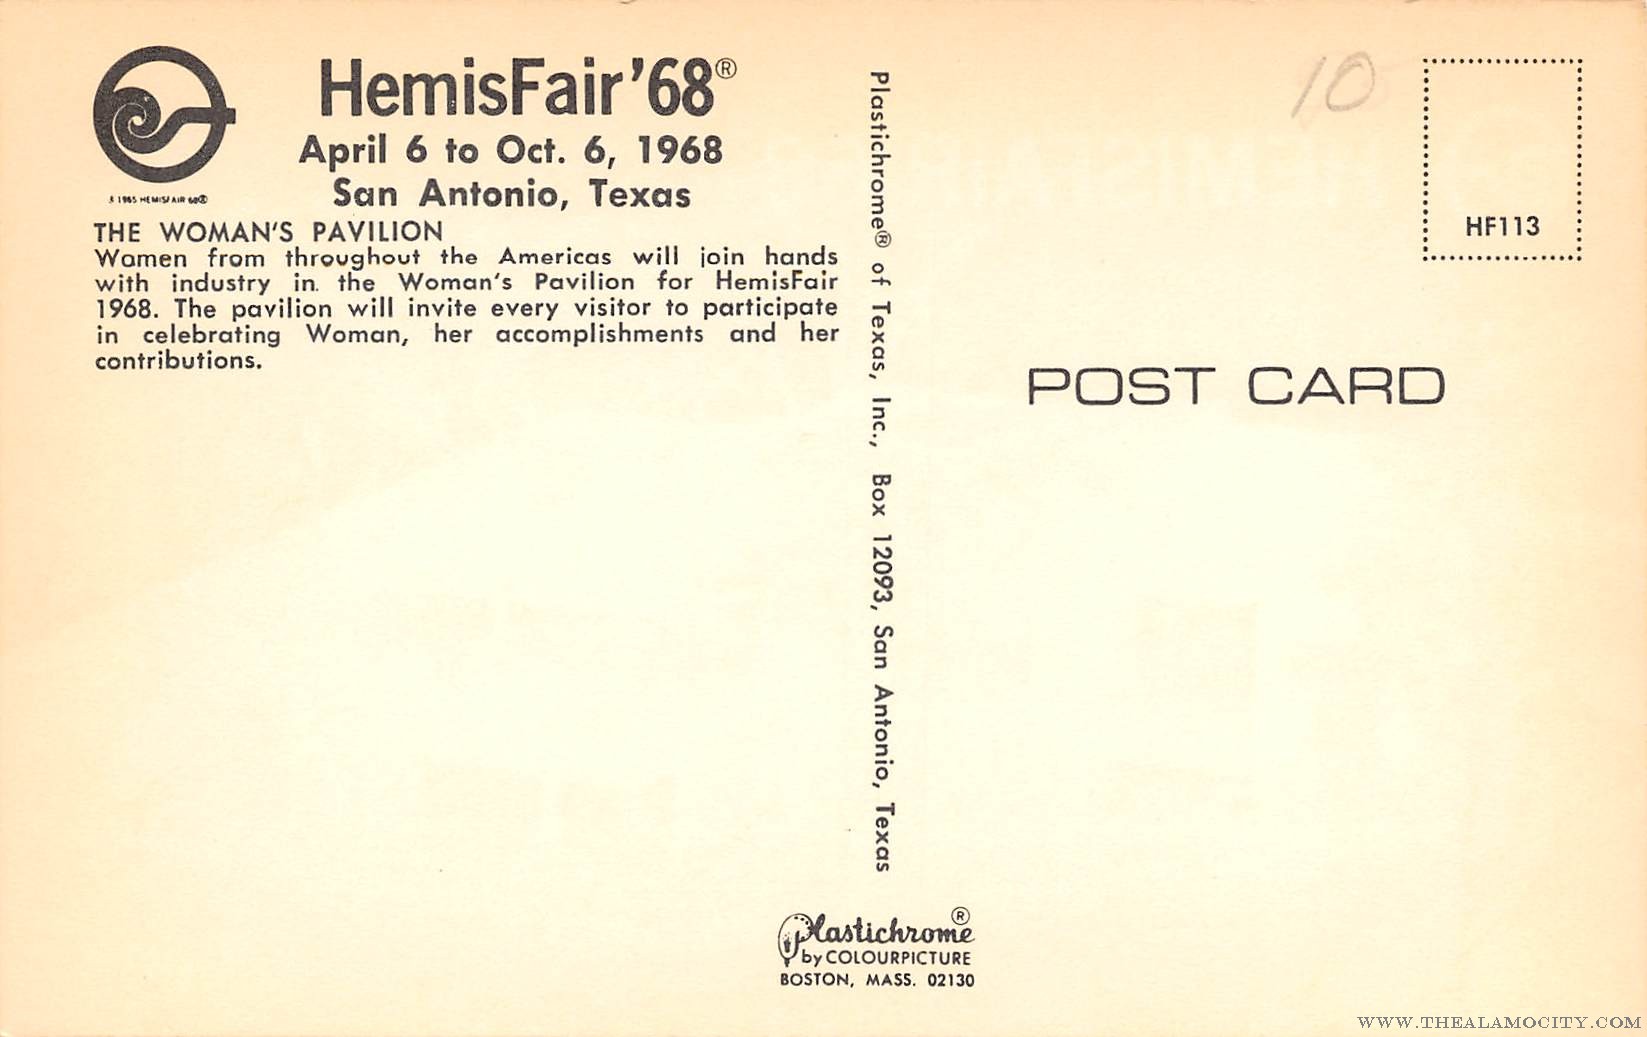 HemisFair '68®
April 6 to Oct. 6, 1968
San Antonio, Texas
1965 HEMISFAIR 68®
THE WOMAN'S PAVILION
Women from throughout the Americas will join hands
with industry in the Woman's Pavilion for HemisFair
1968. The pavilion will invite every visitor to participate
in celebrating Woman, her accomplishments and her
contributions.
Plastichrome® of Texas, Inc., Box 12093, San Antonio, Texas
10
HF113
POST CARD
Plastichrome®
by COLOURPICTURE
BOSTON, MASS. 02130
WWW.THEALAMOCITY.COM